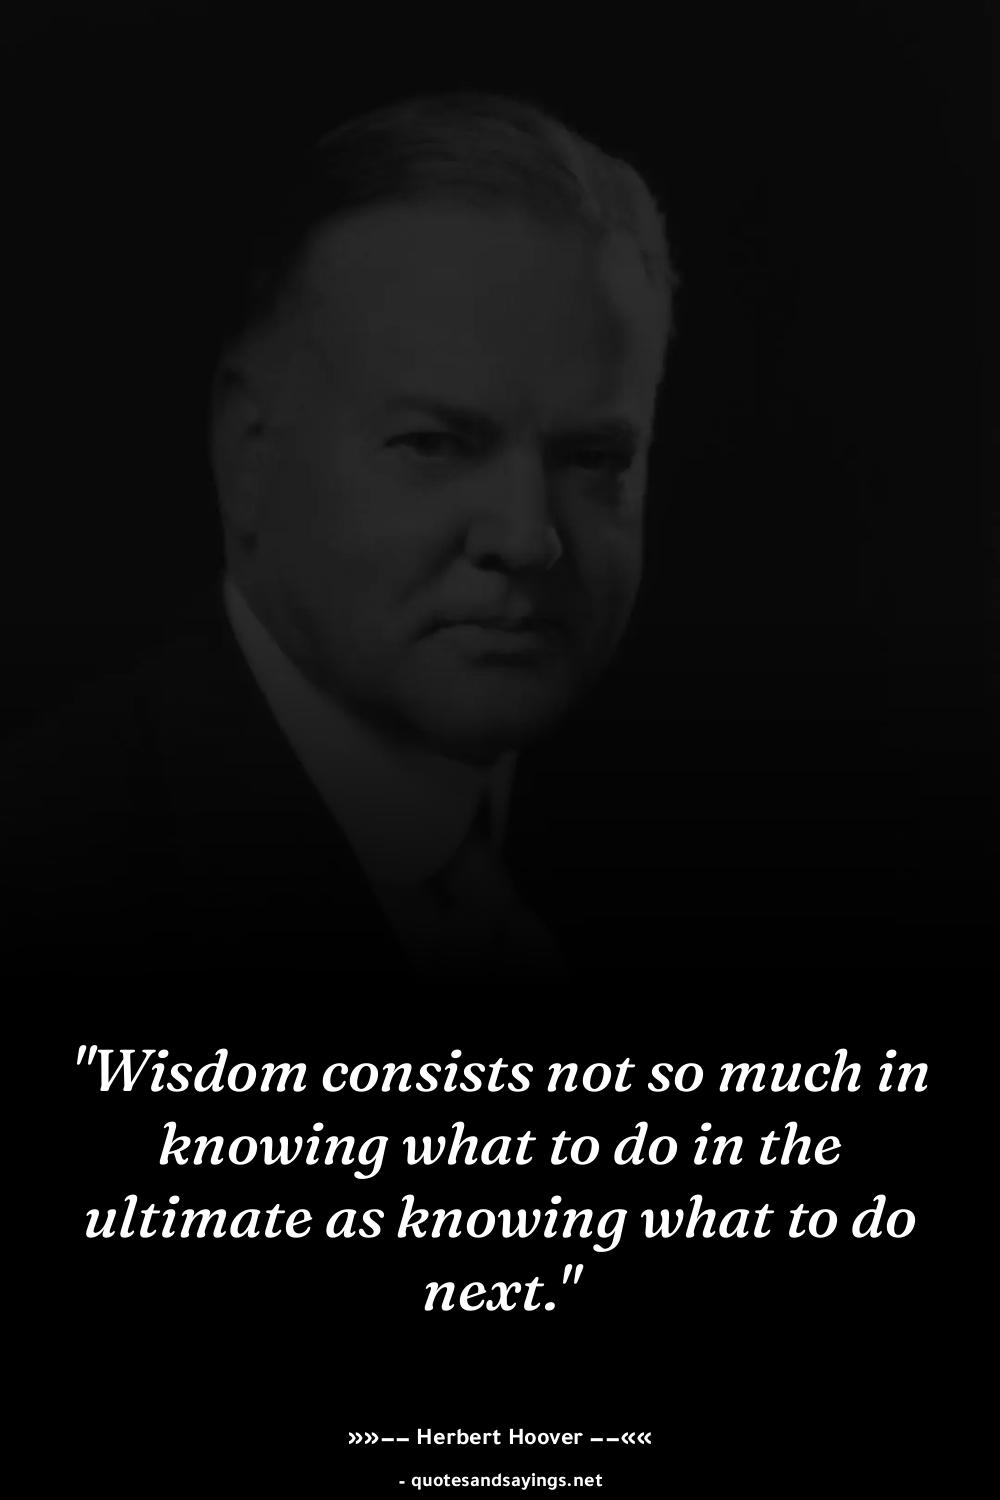 "Wisdom consists not so much in
knowing what to do in the
ultimate as knowing what to do
next."
»»−− Herbert Hoover −−««
- quotesandsayings.net